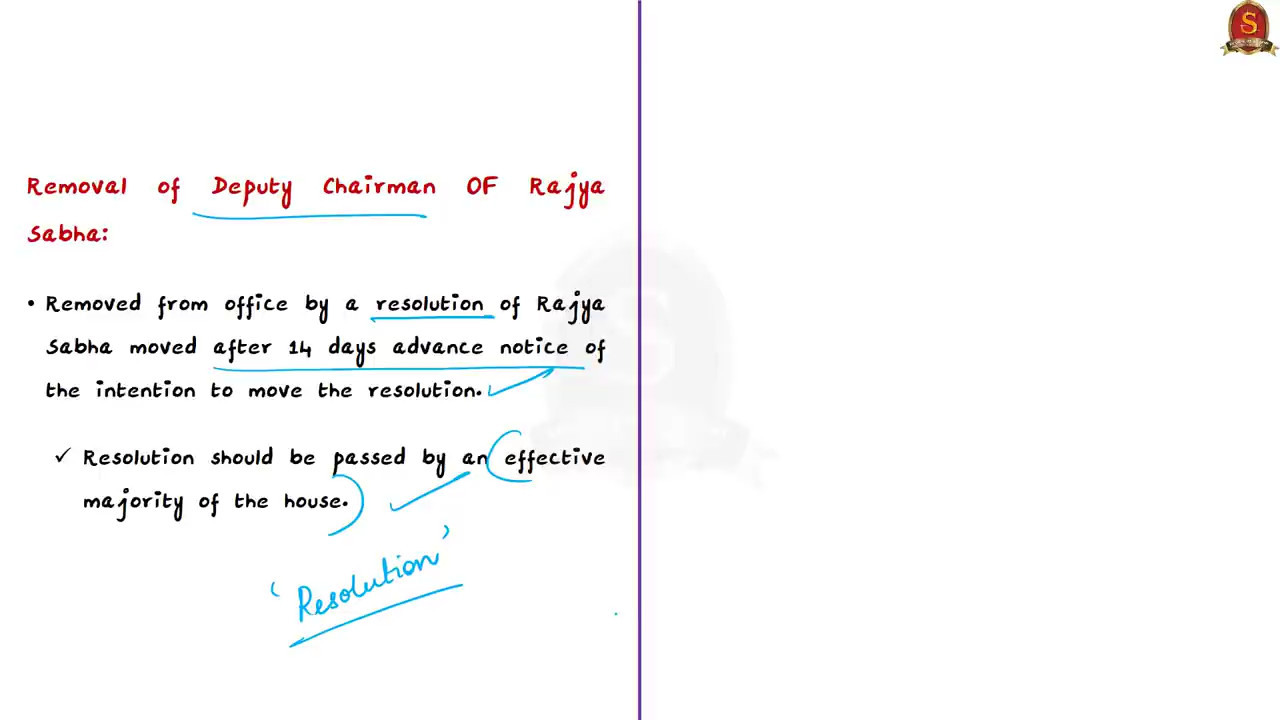 Removal of Deputy Chairman OF Rajya
Sabha:
• Removed from office by a resolution of Rajya
Sabha moved after 14 days advance notice of
the intention to move the resolution.
✓ Resolution should be passed by an effective
majority of the house.
'Resolution'
S